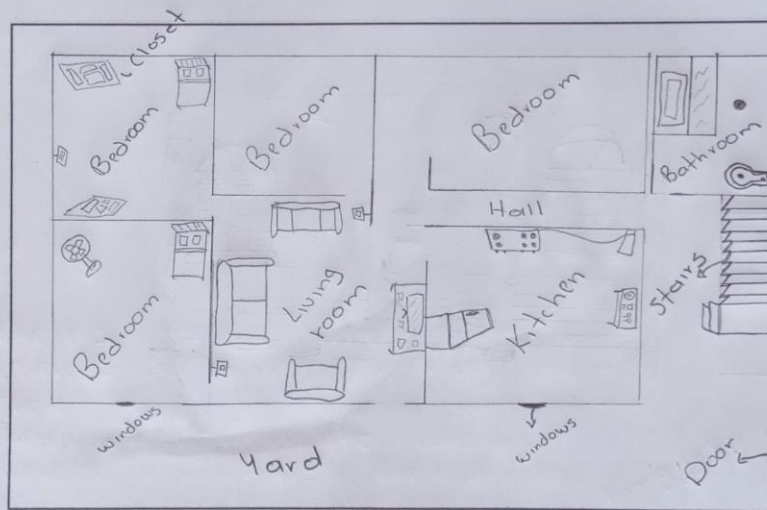 Closet
Bedroom
Bedroom
Bedroom
Bathroom
Hall
Bedroom
Living
room
Kitchen
Stairs
windows
windows
Yard
Door